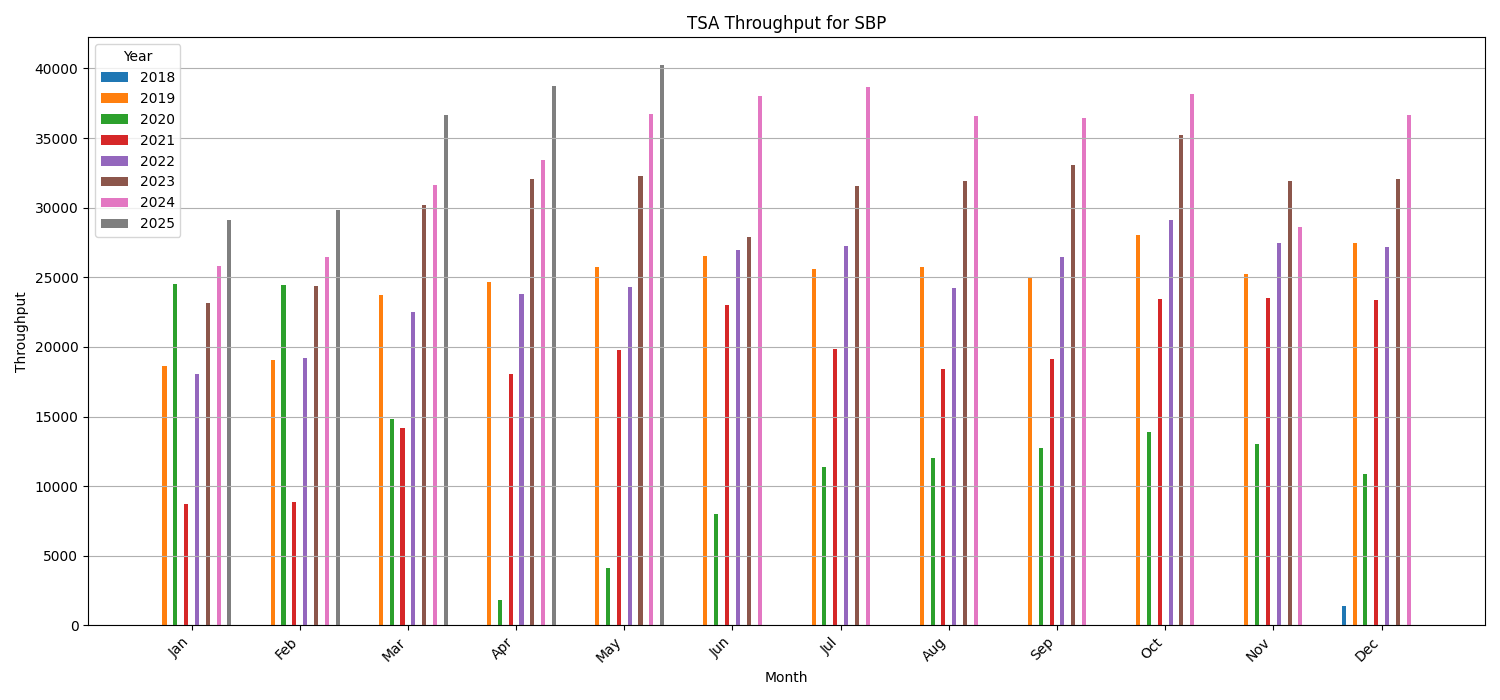 TSA Throughput for SBP
Year
2018
2019
2020
2021
2022
2023
2024
2025
Throughput
40000
35000
30000
25000
20000
15000
10000
5000
0
Jan
Feb
Mar
Apr
May
Jun
Jul
Aug
Sep
Oct
Nov
Dec
Month